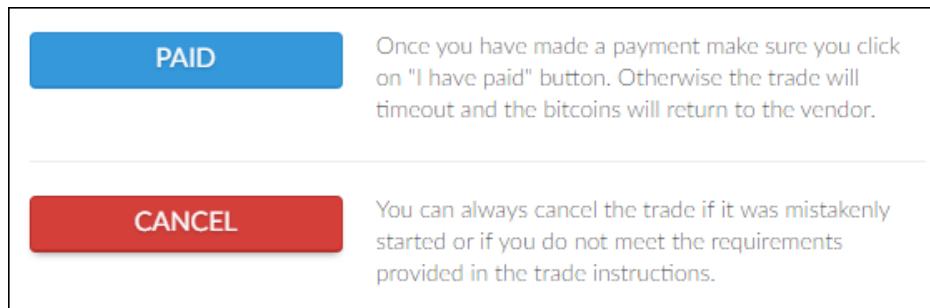 PAID
Once you have made a payment make sure you click
on "I have paid" button. Otherwise the trade will
timeout and the bitcoins will return to the vendor.
CANCEL
You can always cancel the trade if it was mistakenly
started or if you do not meet the requirements
provided in the trade instructions.